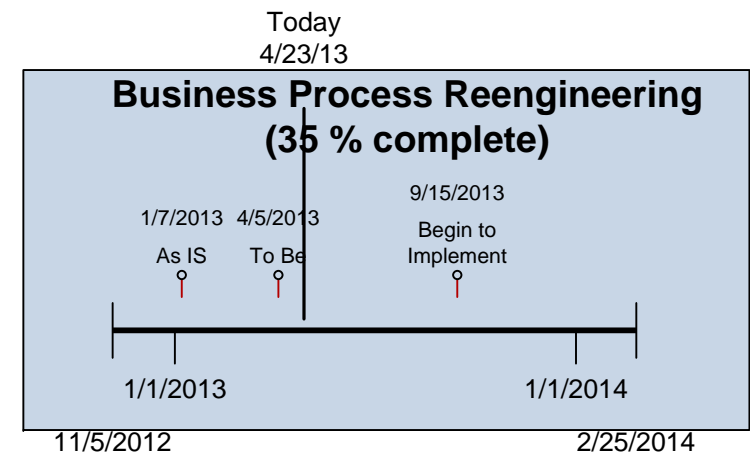 Today
4/23/13
Business Process Reengineering
(35 % complete)
9/15/2013
1/7/2013 4/5/2013
Begin to
Implement
As IS To Be
1/1/2013 1/1/2014
11/5/2012 2/25/2014